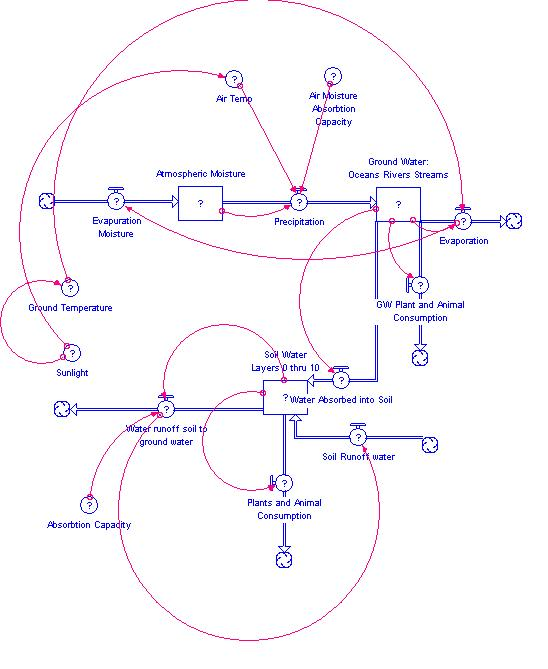 ?
?
Air Temp
Air Moisture
Absorbtion
Capacity
Atmospheric Moisture
Ground Water:
Oceans Rivers Streams
?
?
?
?
?
Evapuration
Moisture
Precipitation
Evaporation
?
?
Ground Temperature
GW Plant and Animal
Consumption
?
Sunlight
Soil Water
Layers 0 thru 10
?
?
Water Absorbed into Soil
?
Water runoff soil to
ground water
?
Soil Runoff water
?
Plants and Animal
Consumption
?
Absorbtion Capacity